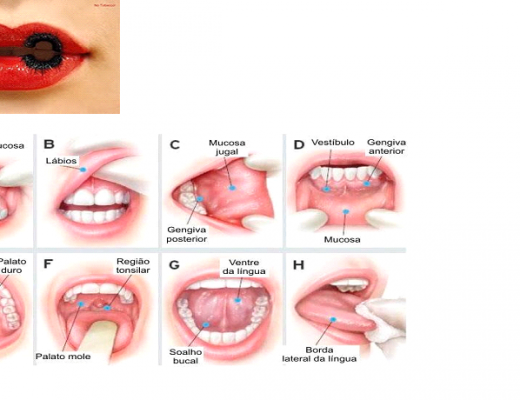 ucosa
B
Lábios
C
Mucosa
jugal
Gengiva
posterior
D
Vestíbulo
Gengiva
anterior
Mucosa
Palato
duro
F
Região
tonsilar
Palato mole
G
Ventre
da língua
Soalho
bucal
H
Borda
lateral da língua